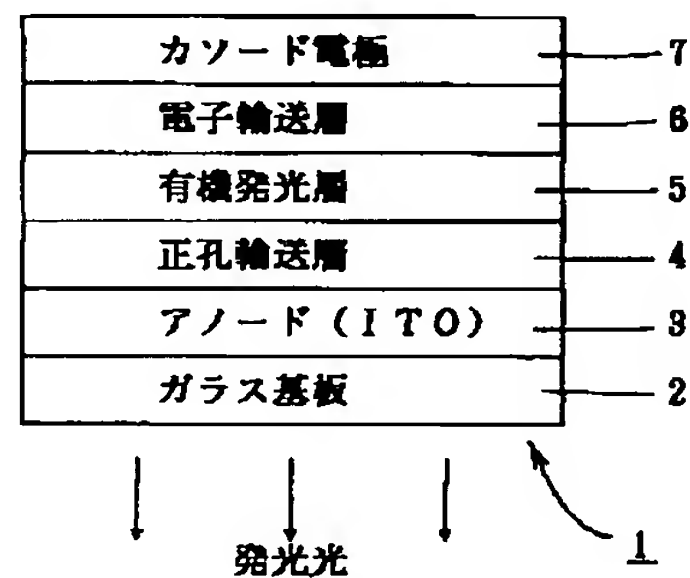 カソード電極 7
電子輸送層 6
有機発光層 5
正孔輸送層 4
アノード(ITO) 3
ガラス基板 2
発光光 1